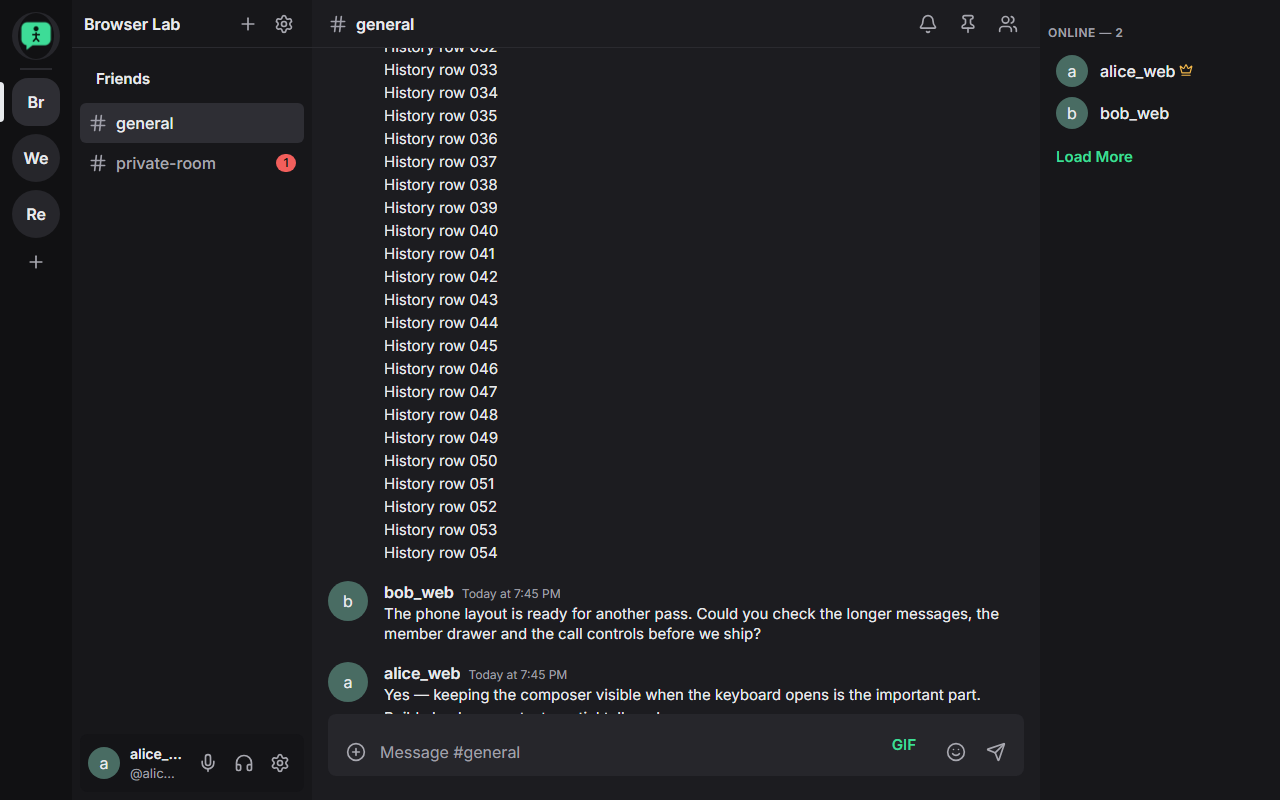 Browser Lab
Friends
general
private-room
1
Br
We
Re
a
alice_...
@alic...
general
History row 033
History row 034
History row 035
History row 036
History row 037
History row 038
History row 039
History row 040
History row 041
History row 042
History row 043
History row 044
History row 045
History row 046
History row 047
History row 048
History row 049
History row 050
History row 051
History row 052
History row 053
History row 054
b
bob_web Today at 7:45 PM
The phone layout is ready for another pass. Could you check the longer messages, the
member drawer and the call controls before we ship?
a
alice_web Today at 7:45 PM
Yes — keeping the composer visible when the keyboard opens is the important part.
Message #general
GIF
ONLINE — 2
a alice_web
b bob_web
Load More